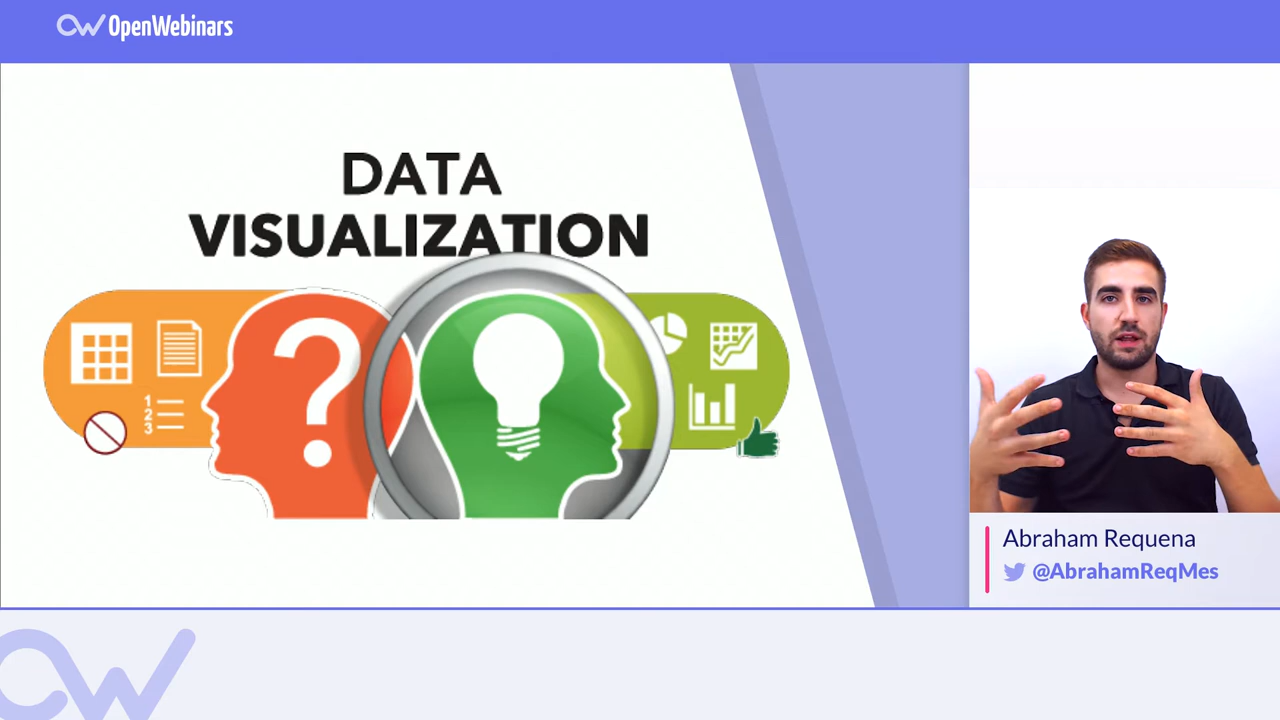 OpenWebinars
DATA
VISUALIZATION
?
1
2
3
Abraham Requena
@AbrahamReqMes